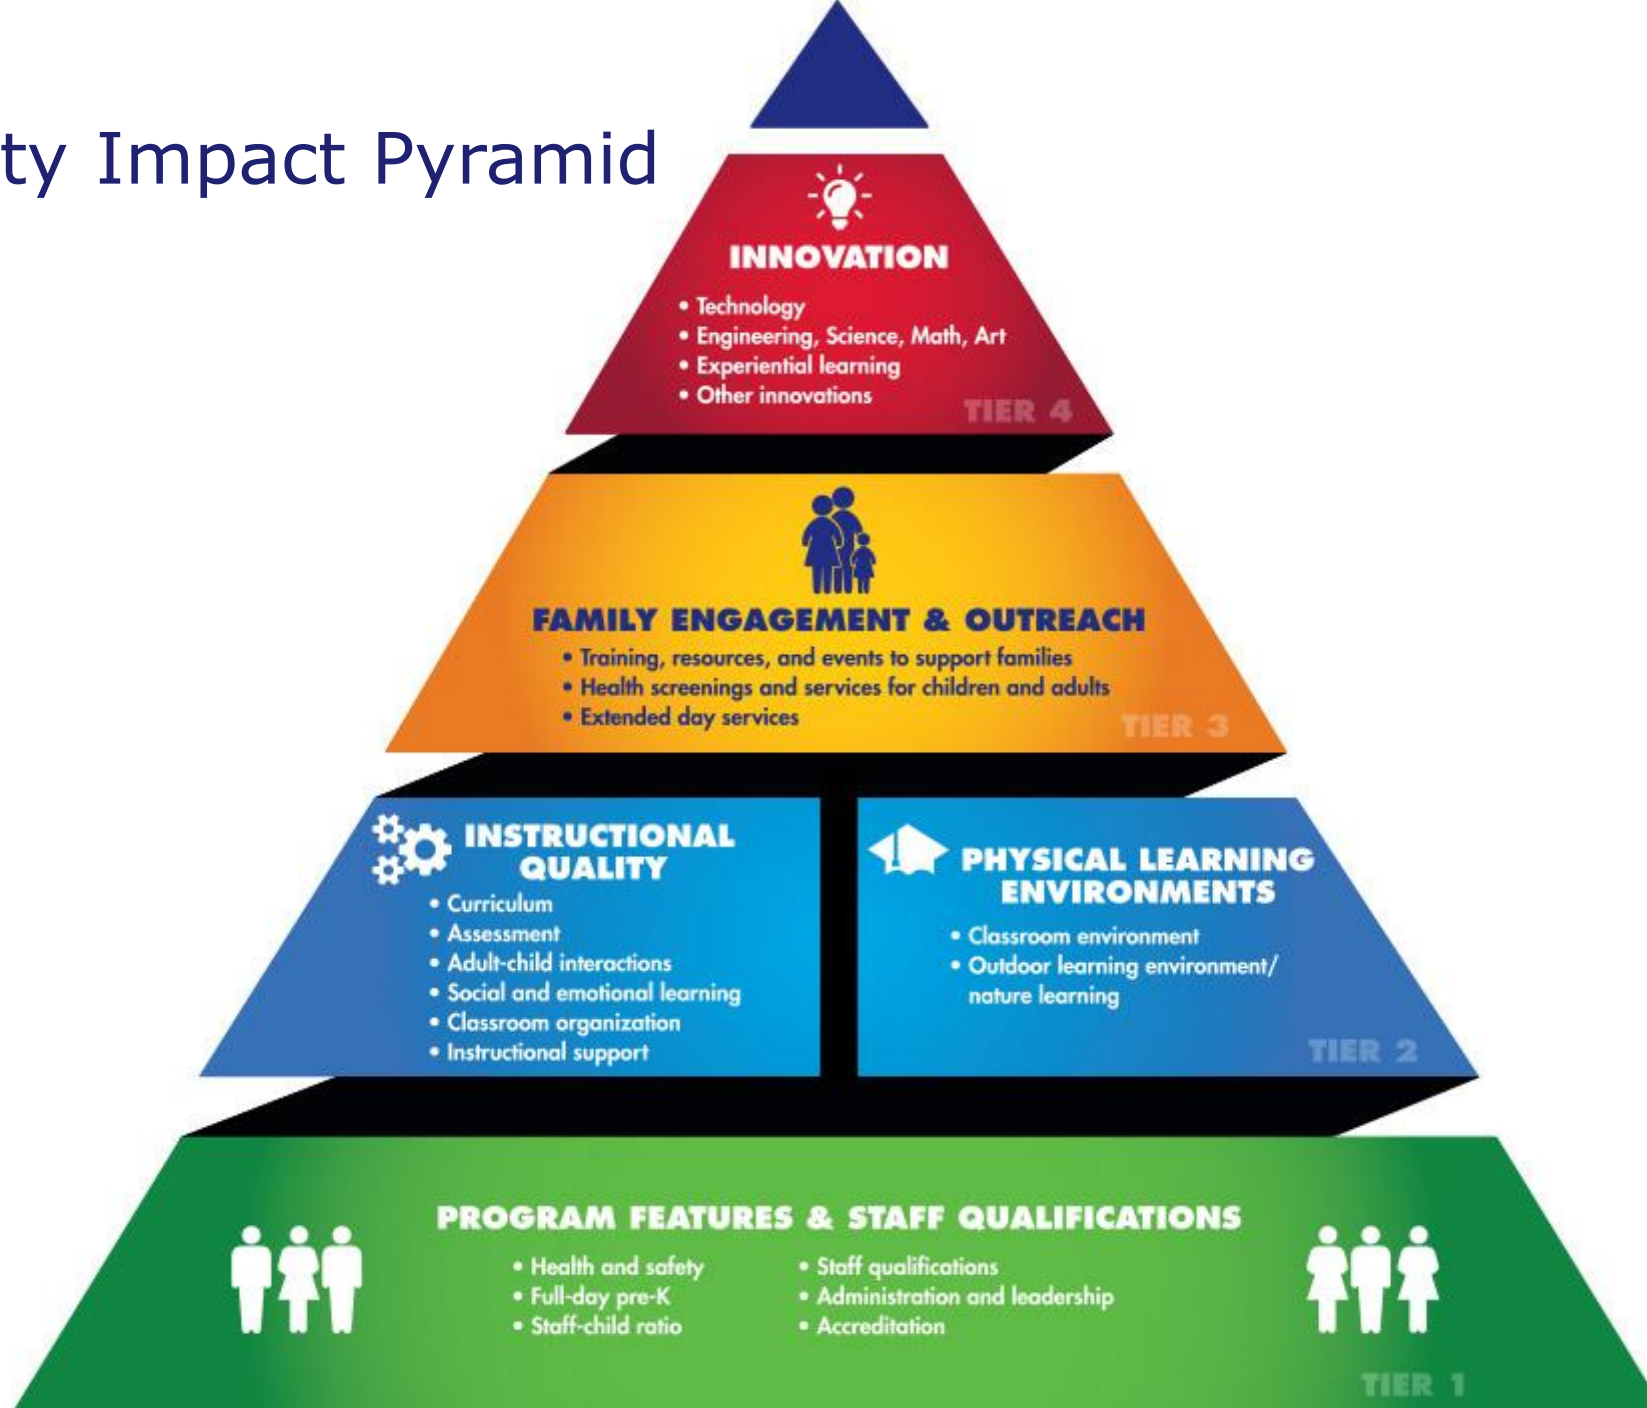 ty Impact Pyramid
INNOVATION
• Technology
• Engineering, Science, Math, Art
• Experiential learning
• Other innovations
TIER 4
FAMILY ENGAGEMENT & OUTREACH
• Training, resources, and events to support families
• Health screenings and services for children and adults
• Extended day services
TIER 3
INSTRUCTIONAL
QUALITY
• Curriculum
• Assessment
• Adult-child interactions
• Social and emotional learning
• Classroom organization
• Instructional support
PHYSICAL LEARNING
ENVIRONMENTS
• Classroom environment
• Outdoor learning environment/
nature learning
TIER 2
PROGRAM FEATURES & STAFF QUALIFICATIONS
• Health and safety
• Full-day pre-K
• Staff-child ratio
• Staff qualifications
• Administration and leadership
• Accreditation
TIER 1